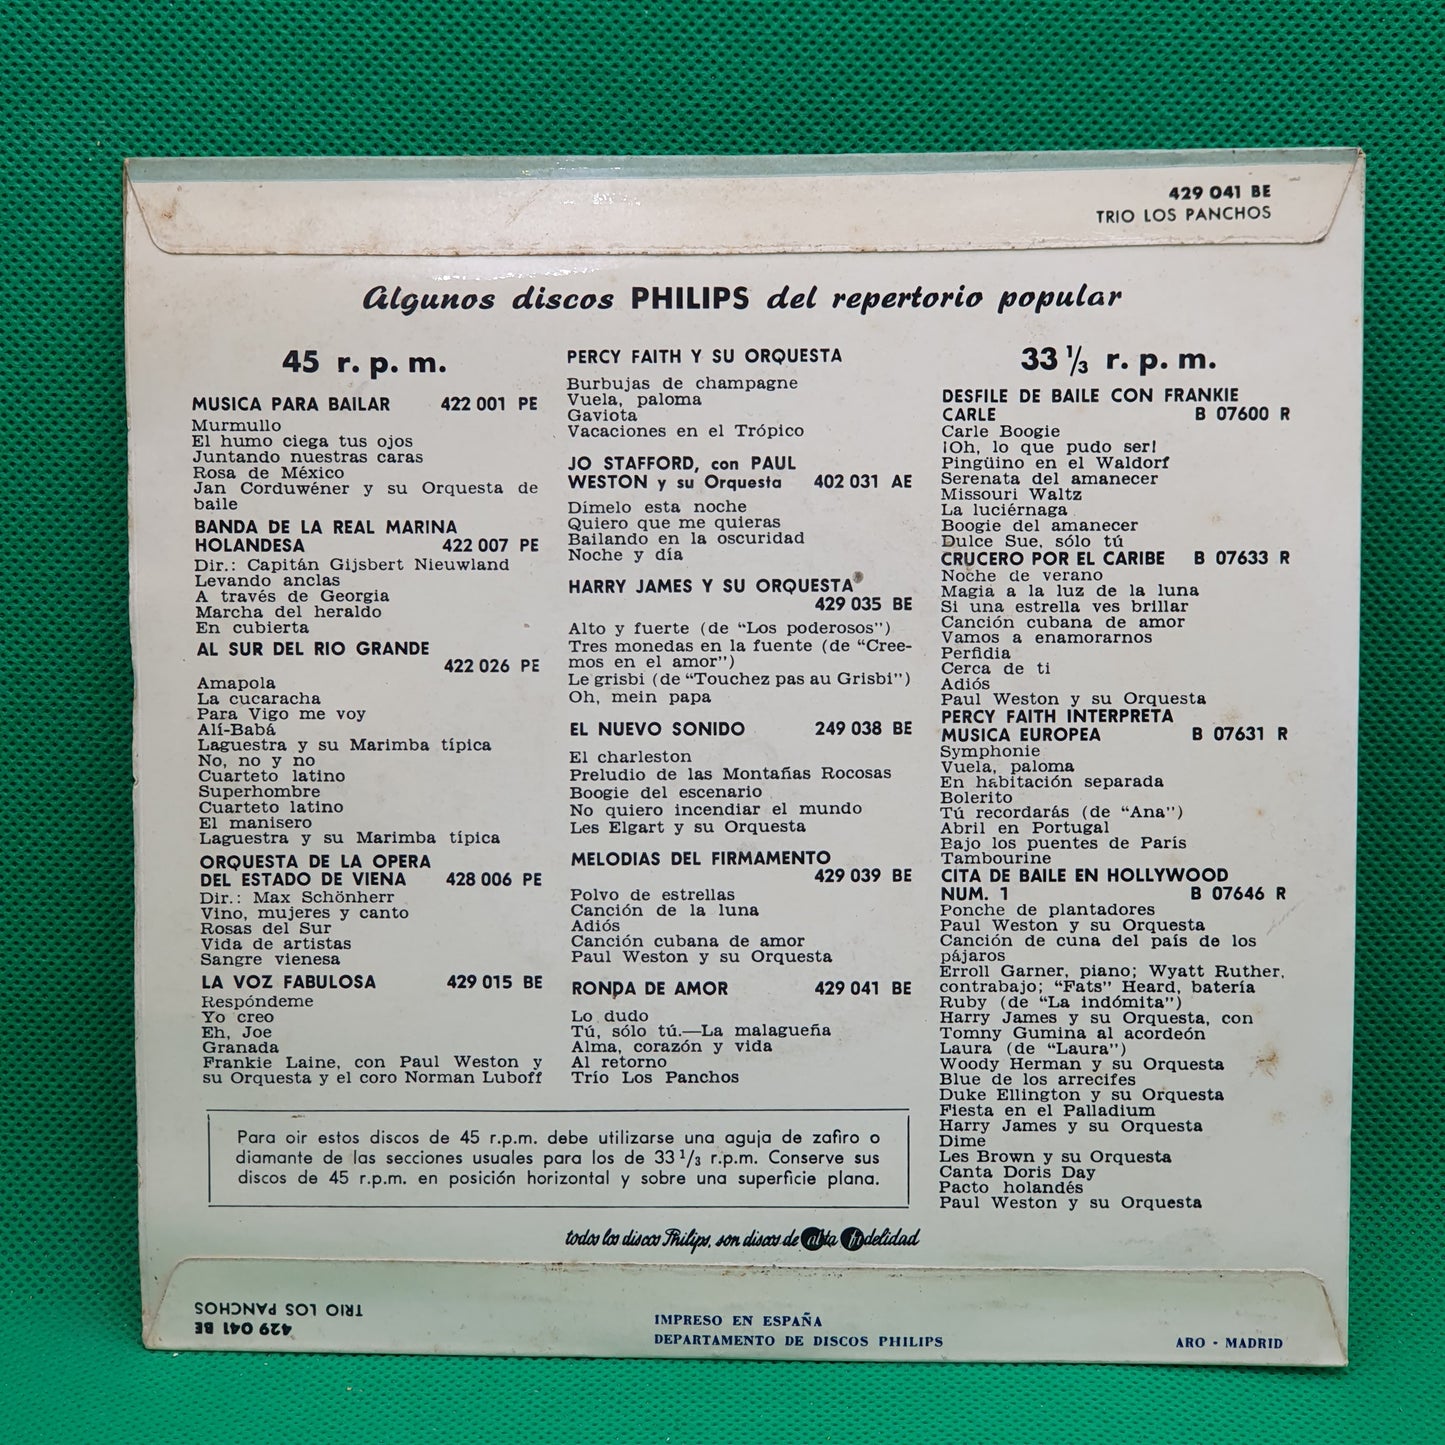 429 041 BE
TRIO LOS PANCHOS
Algunos discos PHILIPS del repertorio popular
45 r. p. m.
MUSICA PARA BAILAR 422 001 PE
Murmullo
El humo ciega tus ojos
Juntando nuestras caras
Rosa de México
Jan Corduwéner y su Orquesta de
baile
BANDA DE LA REAL MARINA
HOLANDESA 422 007 PE
Dir.: Capitán Gijsbert Nieuwland
Levando anclas
A través de Georgia
Marcha del heraldo
En cubierta
AL SUR DEL RIO GRANDE
422 026 PE
Amapola
La cucaracha
Para Vigo me voy
Alí-Babá
Laguestra y su Marimba típica
No, no y no
Cuarteto latino
Superhombre
Cuarteto latino
El manisero
Laguestra y su Marimba típica
ORQUESTA DE LA OPERA
DEL ESTADO DE VIENA 428 006 PE
Dir.: Max Schönherr
Vino, mujeres y canto
Rosas del Sur
Vida de artistas
Sangre vienesa
LA VOZ FABULOSA 429 015 BE
Respóndeme
Yo creo
Eh, Joe
Granada
Frankie Laine, con Paul Weston y
su Orquesta y el coro Norman Luboff
PERCY FAITH Y SU ORQUESTA
Burbujas de champagne
Vuela, paloma
Gaviota
Vacaciones en el Trópico
JO STAFFORD, con PAUL
WESTON y su Orquesta 402 031 AE
Dímelo esta noche
Quiero que me quieras
Bailando en la oscuridad
Noche y día
HARRY JAMES Y SU ORQUESTA
429 035 BE
Alto y fuerte (de "Los poderosos")
Tres monedas en la fuente (de "Cree-
mos en el amor")
Le grisbi (de "Touchez pas au Grisbi")
Oh, mein papa
EL NUEVO SONIDO 249 038 BE
El charleston
Preludio de las Montañas Rocosas
Boogie del escenario
No quiero incendiar el mundo
Les Elgart y su Orquesta
MELODIAS DEL FIRMAMENTO
429 039 BE
Polvo de estrellas
Canción de la luna
Adiós
Canción cubana de amor
Paul Weston y su Orquesta
RONDA DE AMOR 429 041 BE
Lo dudo
Tú, sólo tú.—La malagueña
Alma, corazón y vida
Al retorno
Trío Los Panchos
33 1/3 r. p. m.
DESFILE DE BAILE CON FRANKIE
CARLE B 07600 R
Carle Boogie
¡Oh, lo que pudo ser!
Pingüino en el Waldorf
Serenata del amanecer
Missouri Waltz
La luciérnaga
Boogie del amanecer
Dulce Sue, sólo tú
CRUCERO POR EL CARIBE B 07633 R
Noche de verano
Magia a la luz de la luna
Si una estrella ves brillar
Canción cubana de amor
Vamos a enamorarnos
Perfidia
Cerca de ti
Adiós
Paul Weston y su Orquesta
PERCY FAITH INTERPRETA
MUSICA EUROPEA B 07631 R
Symphonie
Vuela, paloma
En habitación separada
Bolerito
Tú recordarás (de "Ana")
Abril en Portugal
Bajo los puentes de París
Tambourine
CITA DE BAILE EN HOLLYWOOD
NUM. 1 B 07646 R
Ponche de plantadores
Paul Weston y su Orquesta
Canción de cuna del país de los
pájaros
Erroll Garner, piano; Wyatt Ruther,
contrabajo; "Fats" Heard, batería
Ruby (de "La indómita")
Harry James y su Orquesta, con
Tommy Gumina al acordeón
Laura (de "Laura")
Woody Herman y su Orquesta
Blue de los arrecifes
Duke Ellington y su Orquesta
Fiesta en el Palladium
Harry James y su Orquesta
Dime
Les Brown y su Orquesta
Canta Doris Day
Pacto holandés
Paul Weston y su Orquesta
Para oir estos discos de 45 r.p.m. debe utilizarse una aguja de zafiro o
diamante de las secciones usuales para los de 33 1/3 r.p.m. Conserve sus
discos de 45 r.p.m. en posición horizontal y sobre una superficie plana.
todos los discos Philips, son discos de alta fidelidad
TRIO LOS PANCHOS
429 041 BE
IMPRESO EN ESPAÑA
DEPARTAMENTO DE DISCOS PHILIPS
ARO - MADRID